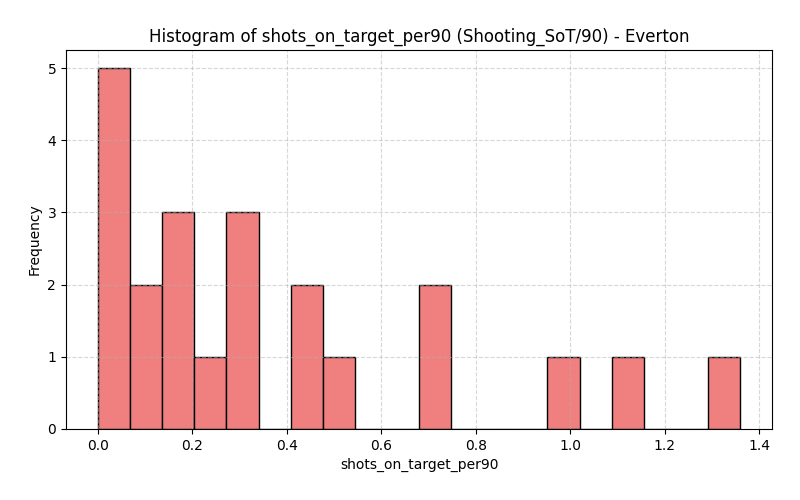 Histogram of shots_on_target_per90 (Shooting_SoT/90) - Everton
Frequency
5
4
3
2
1
0
0.0 0.2 0.4 0.6 0.8 1.0 1.2 1.4
shots_on_target_per90